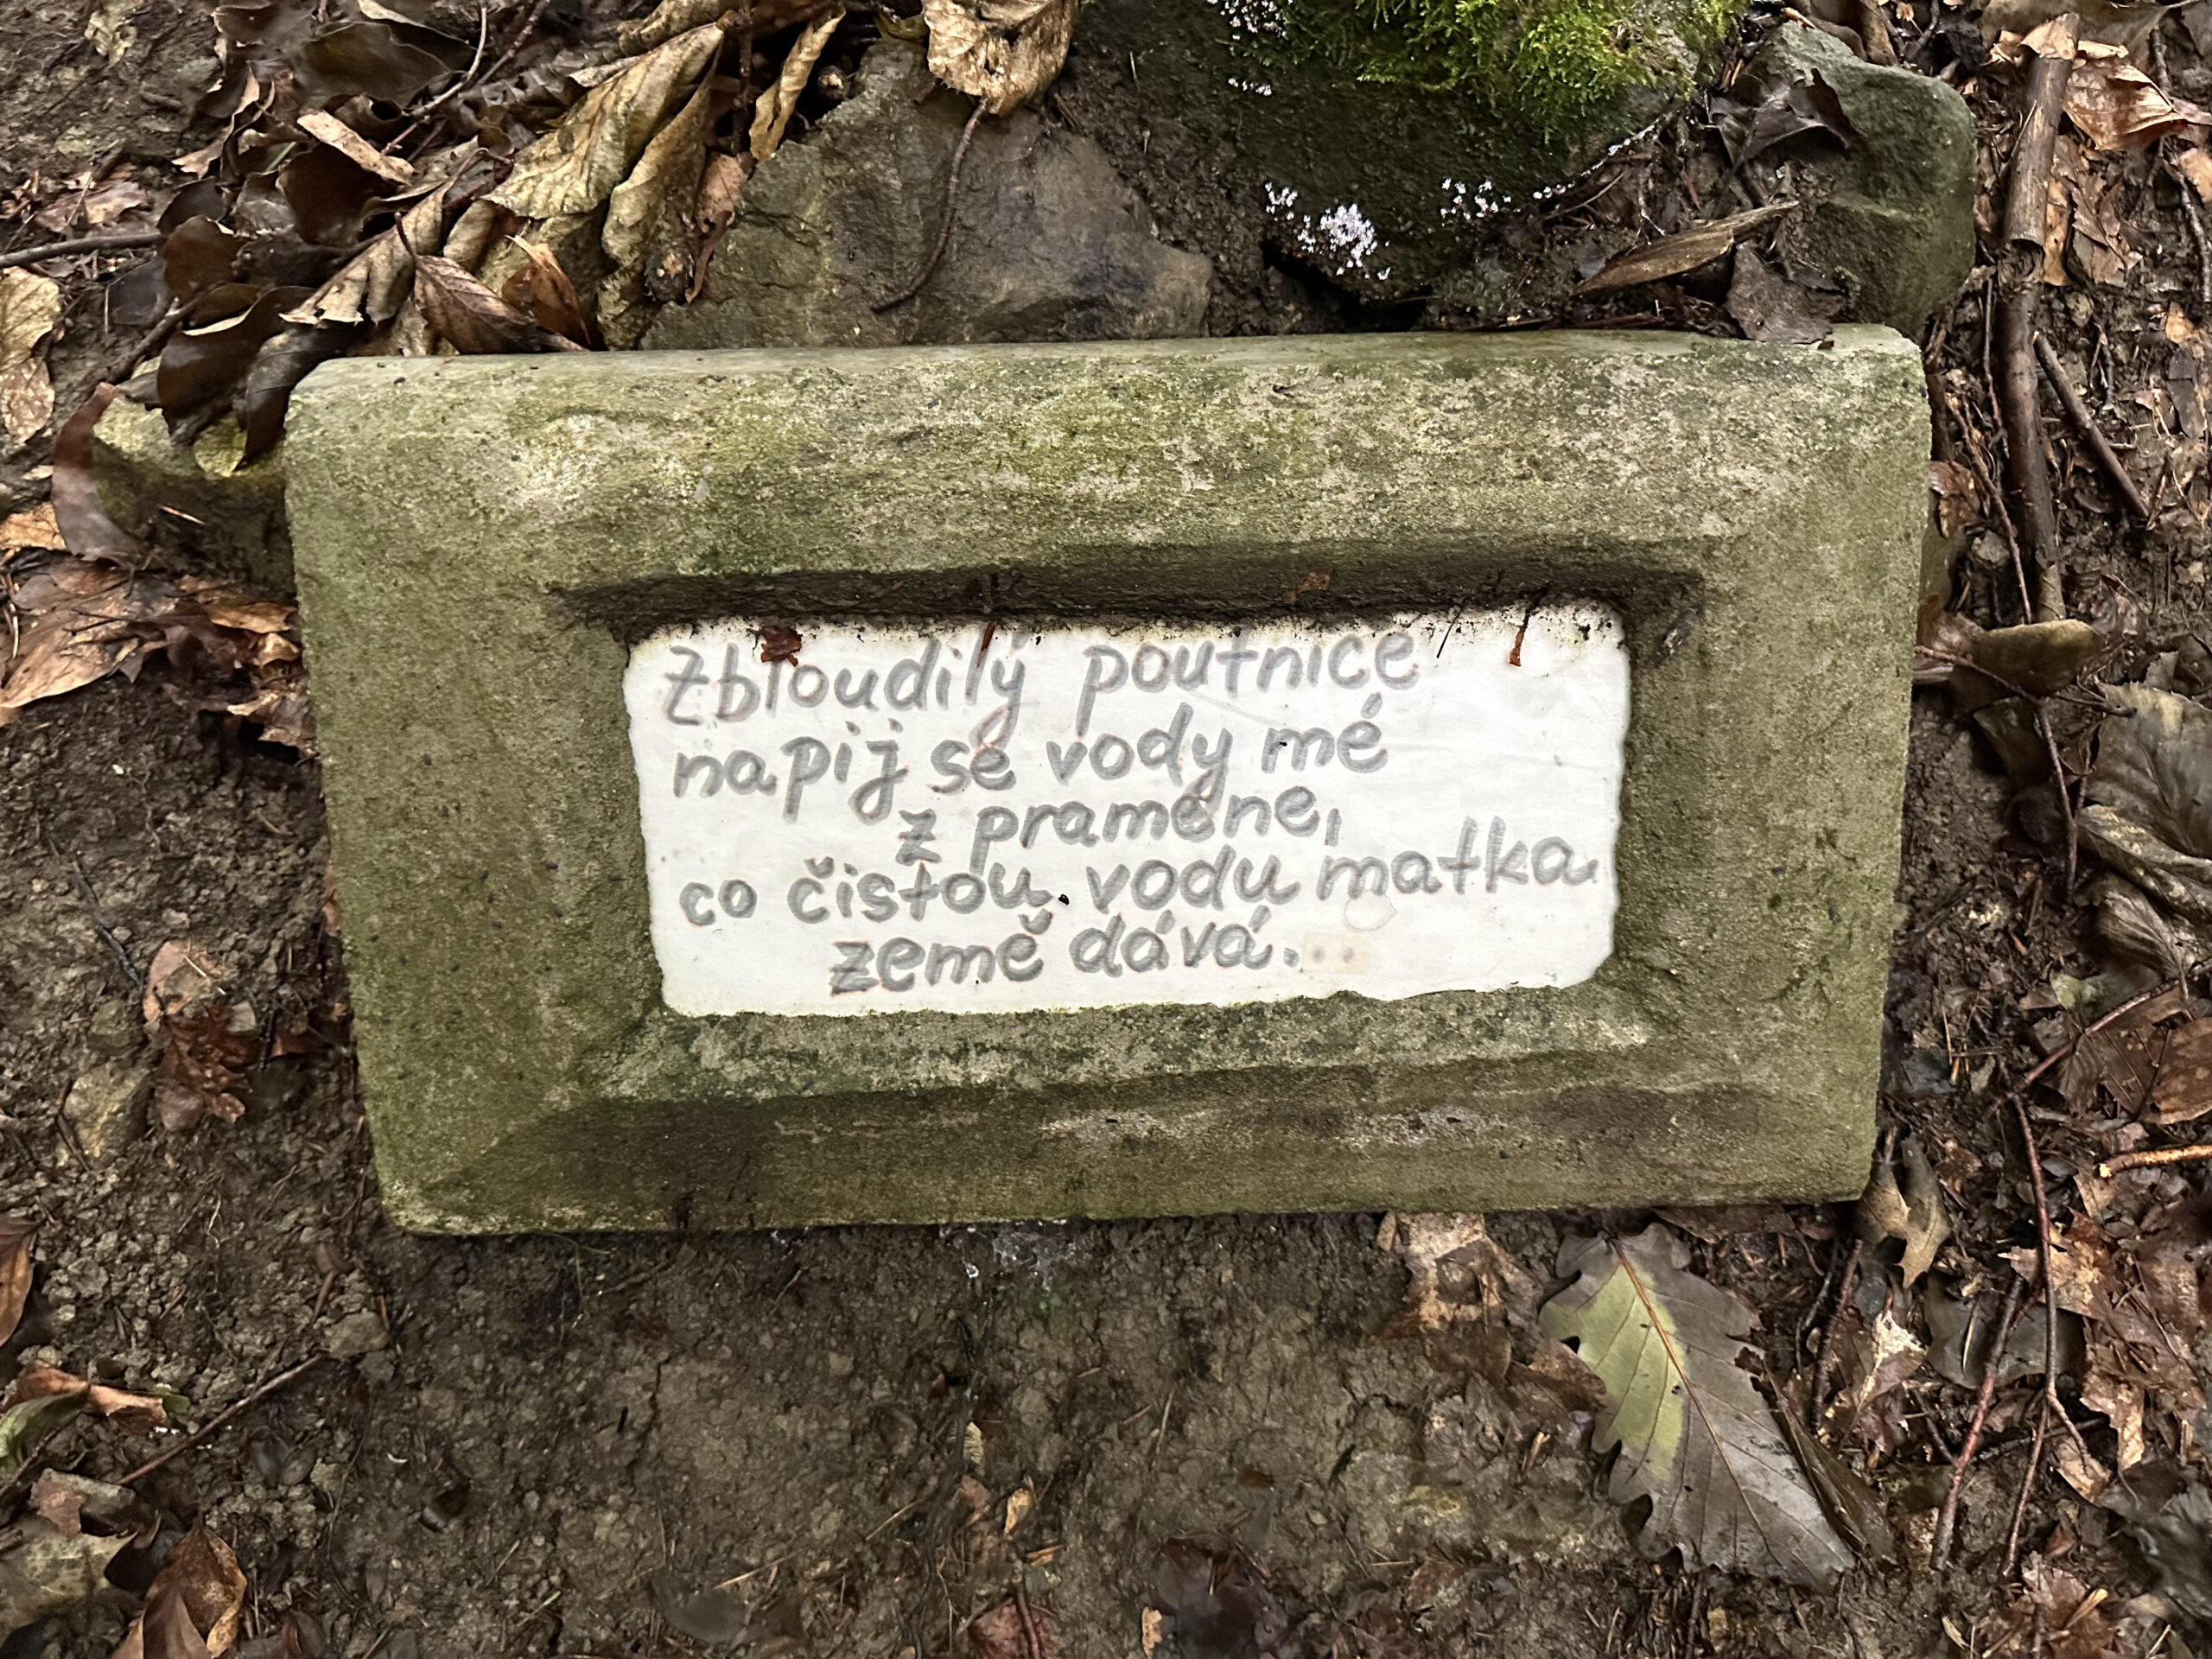 Zbloudilý poutnice
napij se vody mé
z pramene,
co čistou vodu matka
země dává...